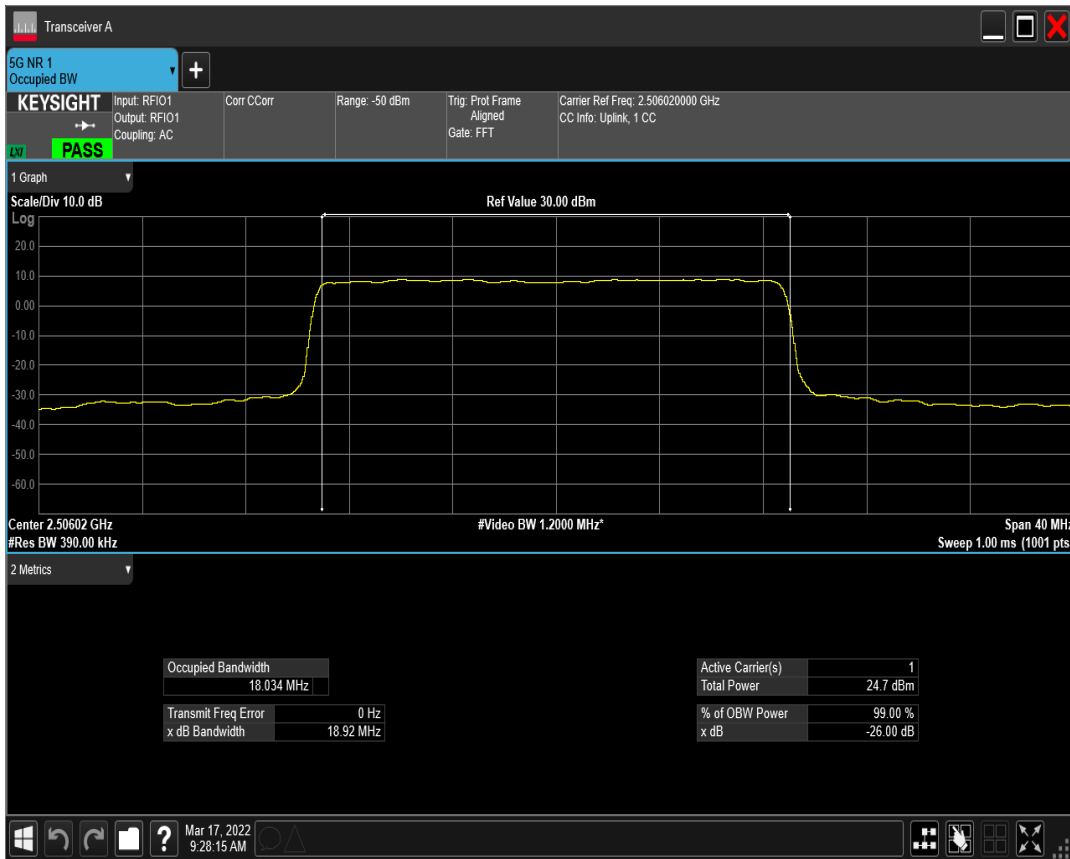 Transceiver A
5G NR 1
Occupied BW
+
KEYSIGHT
LXI
PASS
Input: RFIO1
Output: RFIO1
Coupling: AC
Corr CCorr
Range: -50 dBm
Trig: Prot Frame
Aligned
Gate: FFT
Carrier Ref Freq: 2.506020000 GHz
CC Info: Uplink, 1 CC
1 Graph
Scale/Div 10.0 dB
Ref Value 30.00 dBm
Log
20.0
10.0
0.00
-10.0
-20.0
-30.0
-40.0
-50.0
-60.0
Center 2.50602 GHz
#Video BW 1.2000 MHz*
Span 40 MHz
#Res BW 390.00 kHz
Sweep 1.00 ms (1001 pts
2 Metrics
Occupied Bandwidth
18.034 MHz
Transmit Freq Error 0 Hz
x dB Bandwidth 18.92 MHz
Active Carrier(s) 1
Total Power 24.7 dBm
% of OBW Power 99.00 %
x dB -26.00 dB
?
Mar 17, 2022
9:28:15 AM